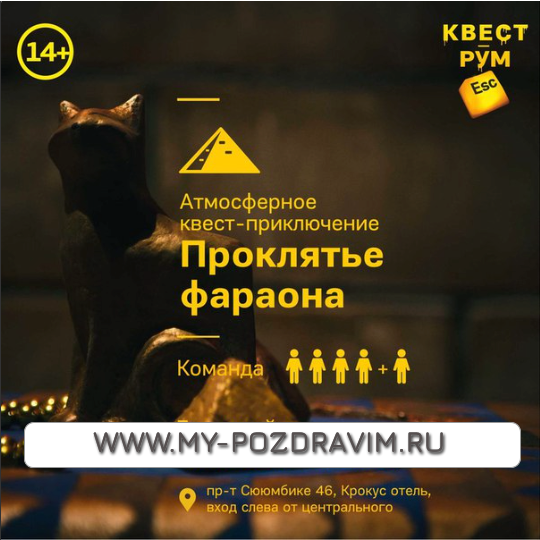 14+
КВЕСТ
РУМ
Esc
Атмосферное
квест-приключение
Проклятье
фараона
Команда +
WWW.MY-POZDRAVIM.RU
пр-т Сююмбике 46, Крокус отель,
вход слева от центрального